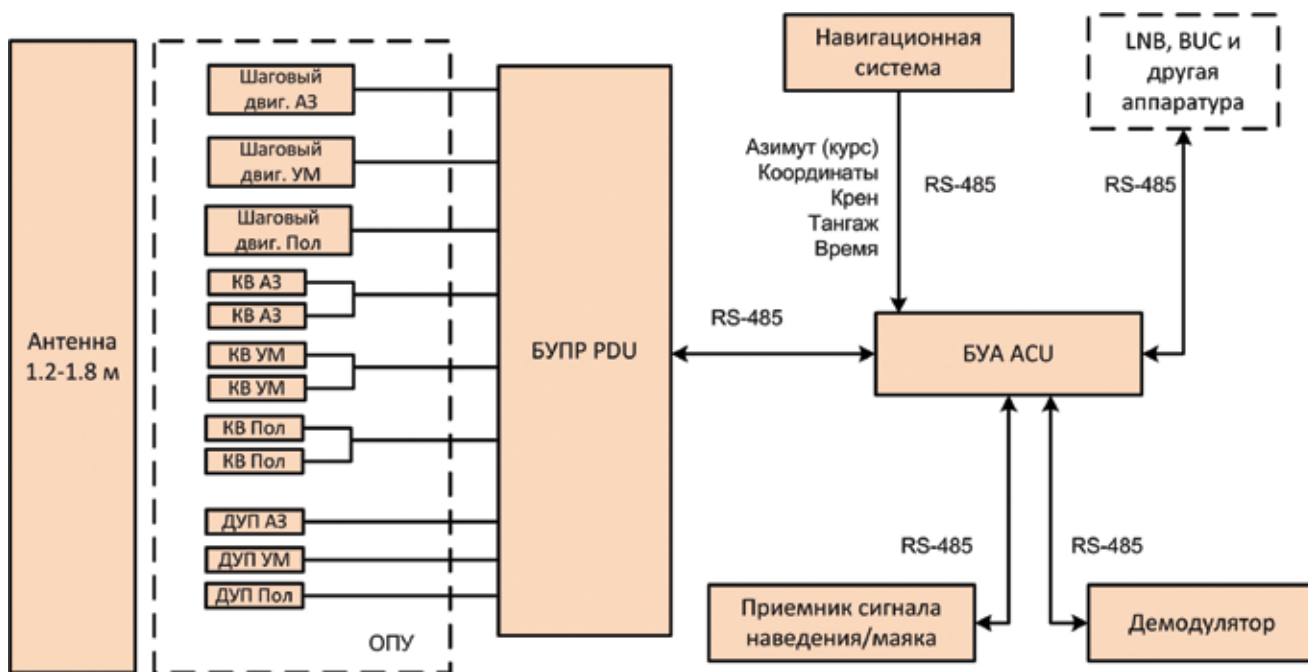 Антенна
1.2-1.8 м
Шаговый
двиг. АЗ
Шаговый
двиг. УМ
Шаговый
двиг. Пол
КВ АЗ
КВ АЗ
КВ УМ
КВ УМ
КВ Пол
КВ Пол
ДУП АЗ
ДУП УМ
ДУП Пол
ОПУ
БУПР PDU
RS-485
Навигационная
система
Азимут (курс)
Координаты
Крен
Тангаж
Время
RS-485
LNB, BUC и
другая
аппаратура
RS-485
БУА ACU
RS-485
RS-485
Приемник сигнала
наведения/маяка
Демодулятор